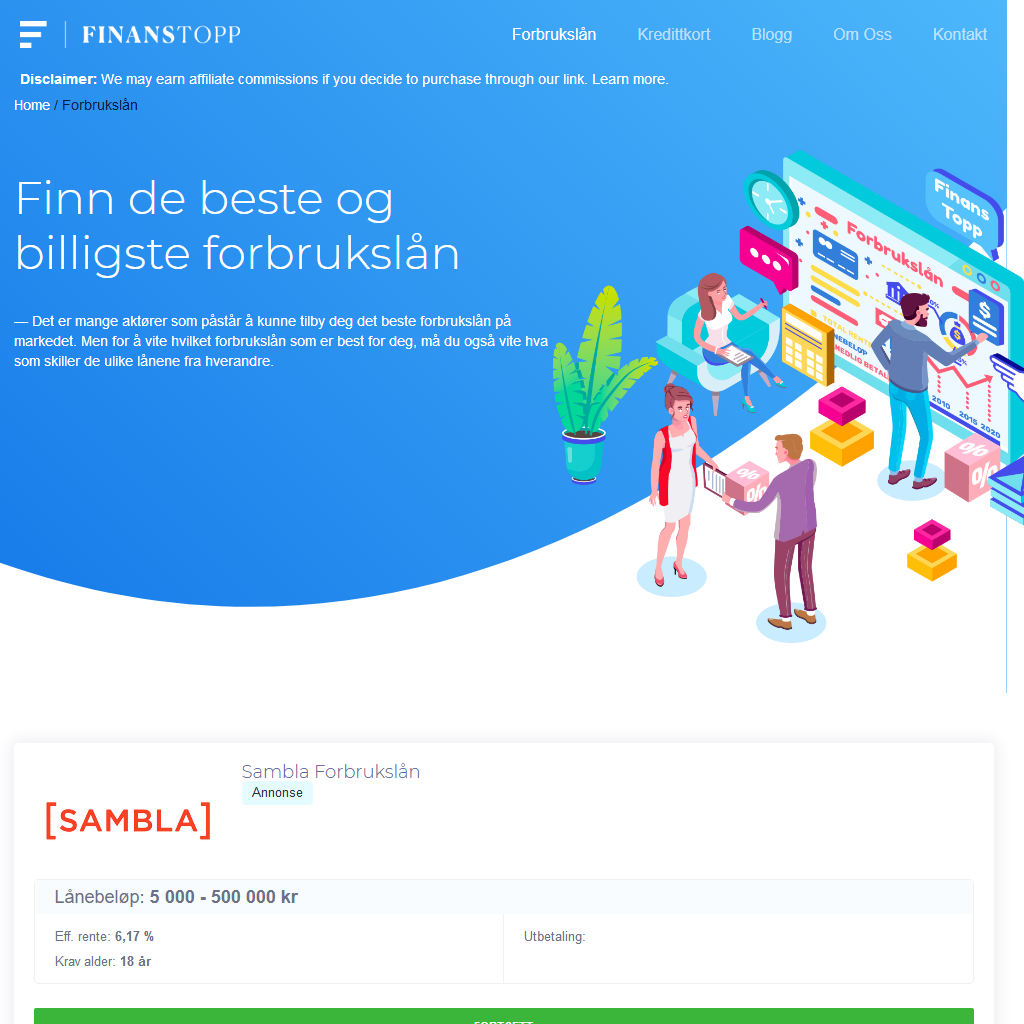 FINANSTOPP
Forbrukslån
Kredittkort
Blogg
Om Oss
Kontakt
Disclaimer: We may earn affiliate commissions if you decide to purchase through our link. Learn more.
Home / Forbrukslån
Finn de beste og
billigste forbrukslån
— Det er mange aktører som påstår å kunne tilby deg det beste forbrukslån på
markedet. Men for å vite hvilket forbrukslån som er best for deg, må du også vite hva
som skiller de ulike lånene fra hverandre.
Finans
Topp
Forbrukslån
TOTAL RENTE
2010
2015
2020
%
%
%
%
[SAMBLA]
Sambla Forbrukslån
Annonse
Lånebeløp: 5 000 - 500 000 kr
Eff. rente: 6,17 %
Krav alder: 18 år
Utbetaling: